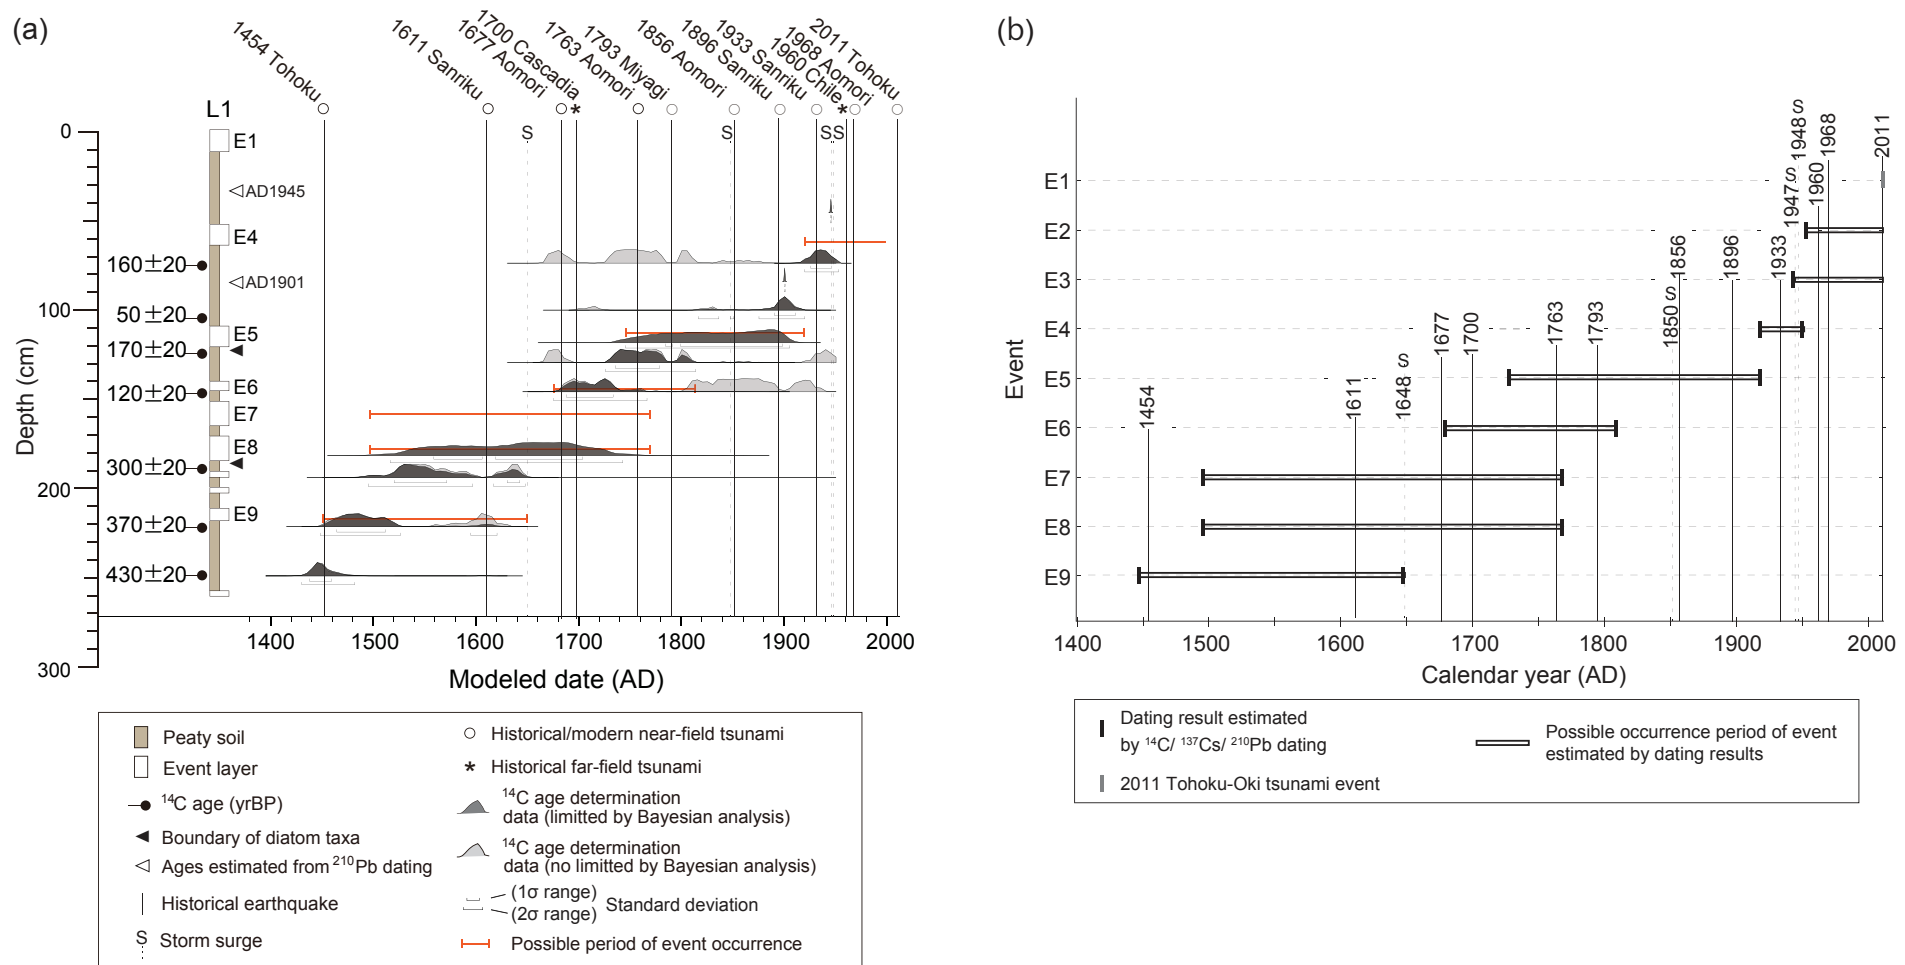 (a)
1454 Tohoku
1611 Sanriku
1677 Aomori
1700 Cascadia
1763 Aomori
1793 Miyagi
1856 Aomori
1896 Sanriku
1933 Sanriku
1960 Chile
1968 Aomori
2011 Tohoku
*
*
S
S
S
S
L1
0
100
200
300
Depth (cm)
E1
AD1945
E4
160±20
AD1901
50±20
E5
170±20
E6
120±20
E7
E8
300±20
E9
370±20
430±20
1400
1500
1600
1700
1800
1900
2000
Modeled date (AD)
Peaty soil
Event layer
¹⁴C age (yrBP)
Boundary of diatom taxa
Ages estimated from ²¹⁰Pb dating
Historical earthquake
S
Storm surge
Historical/modern near-field tsunami
* Historical far-field tsunami
¹⁴C age determination
data (limitted by Bayesian analysis)
¹⁴C age determination
data (no limitted by Bayesian analysis)
(1σ range)
(2σ range)
Standard deviation
Possible period of event occurrence
(b)
Event
E1
E2
E3
E4
E5
E6
E7
E8
E9
1454
1611
1648 S
1677
1700
1763
1793
1850 S
1856
1896
1933
1947 S
1948 S
1960
1968
2011
1400
1500
1600
1700
1800
1900
2000
Calendar year (AD)
Dating result estimated
by ¹⁴C/ ¹³⁷Cs/ ²¹⁰Pb dating
2011 Tohoku-Oki tsunami event
Possible occurrence period of event
estimated by dating results